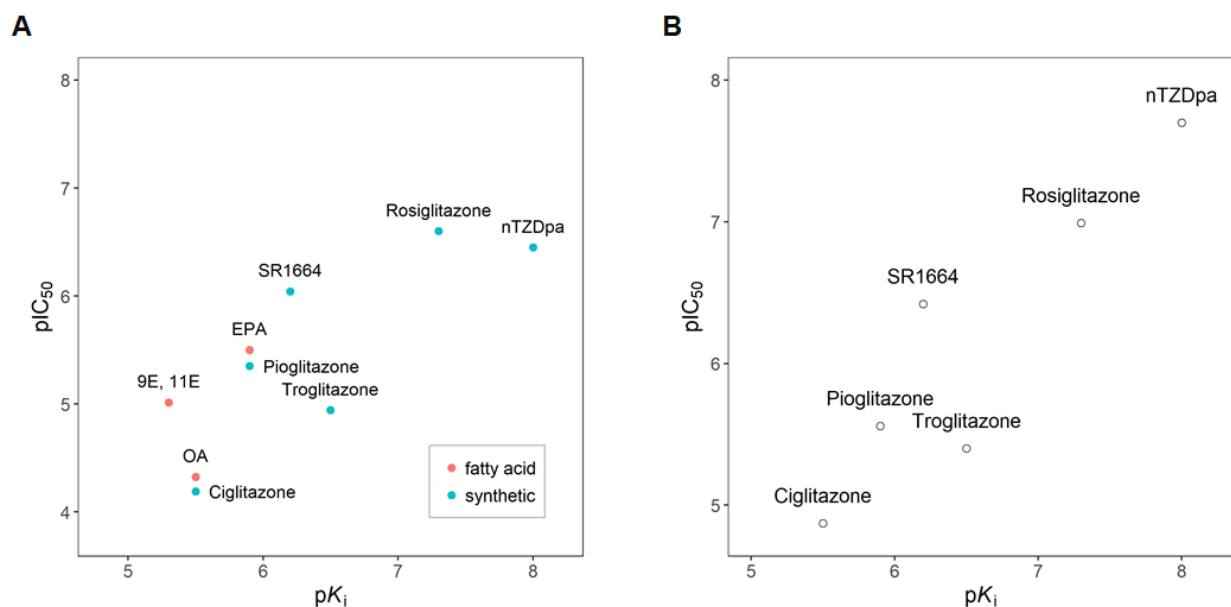 A
8
7
6
5
4
pIC50
Rosiglitazone
nTZDpa
SR1664
EPA
Pioglitazone
9E, 11E
Troglitazone
OA
Ciglitazone
fatty acid
synthetic
5 6 7 8
pKi
B
8
7
6
5
pIC50
nTZDpa
Rosiglitazone
SR1664
Pioglitazone
Troglitazone
Ciglitazone
5 6 7 8
pKi